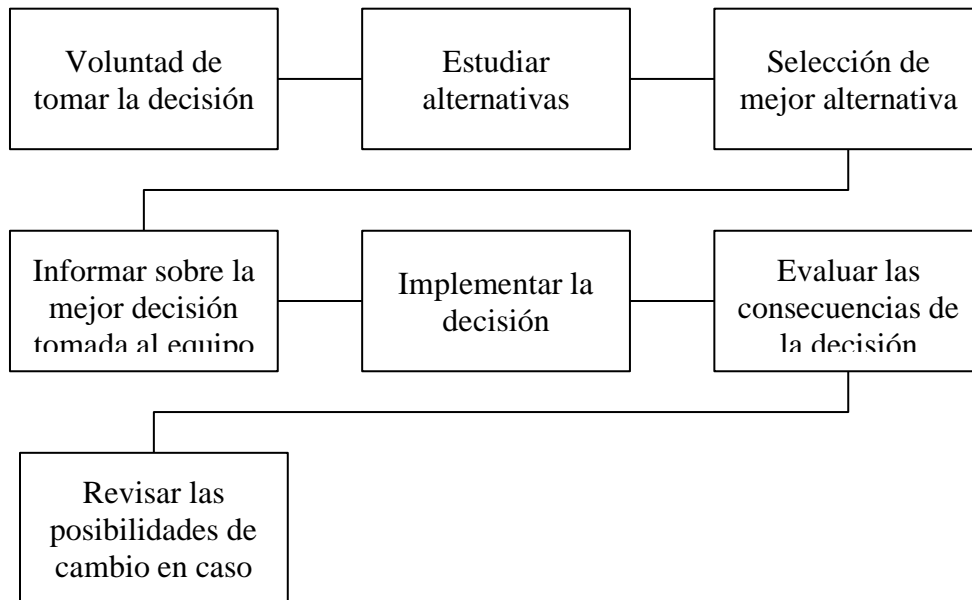 Voluntad de
tomar la decisión
Estudiar
alternativas
Selección de
mejor alternativa
Informar sobre la
mejor decisión
tomada al equipo
Implementar la
decisión
Evaluar las
consecuencias de
la decisión
Revisar las
posibilidades de
cambio en caso